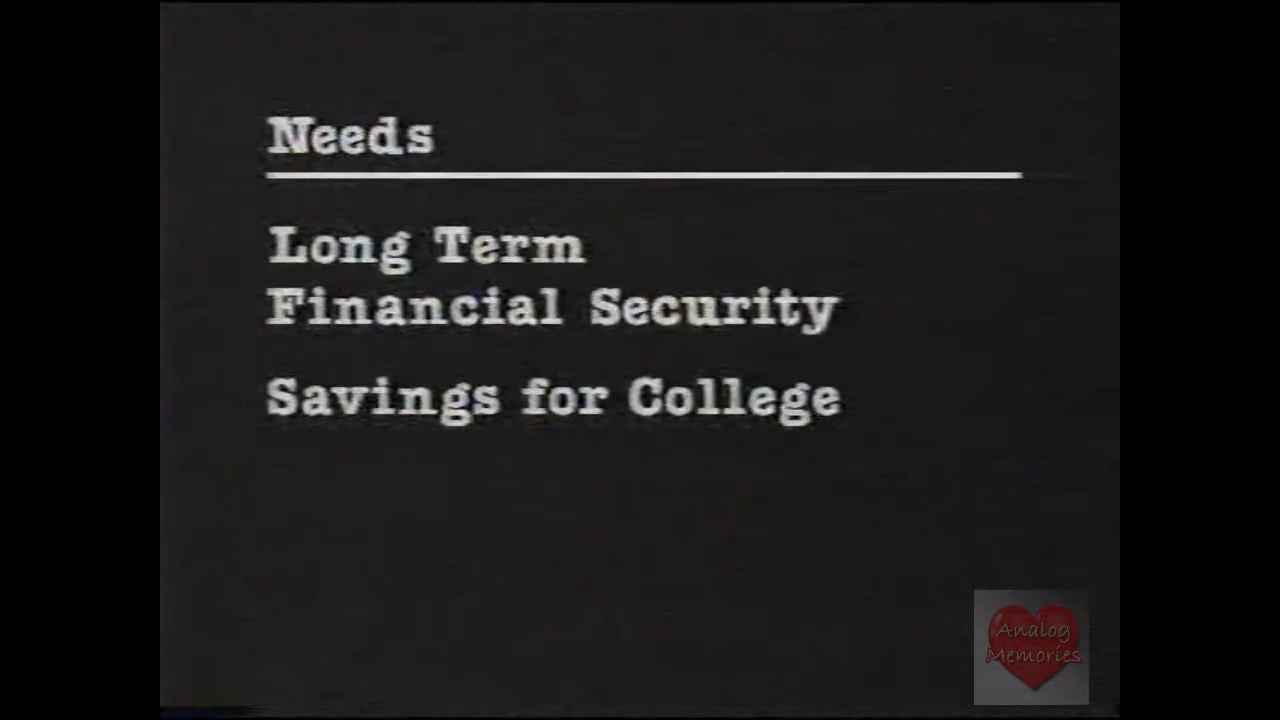 Needs
Long Term
Financial Security
Savings for College
Analog
Memories